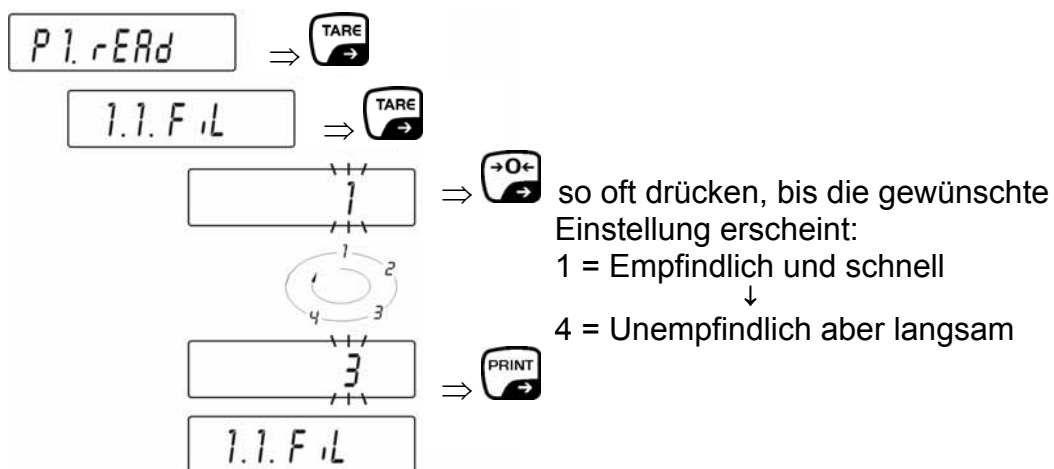 P1. rEAd ⇒ TARE →
1.1. FiL ⇒ TARE →
1 ⇒ →0← → so oft drücken, bis die gewünschte
Einstellung erscheint:
1 = Empfindlich und schnell
↓
4 = Unempfindlich aber langsam
1
2
3
4
3 ⇒ PRINT →
1.1. FiL